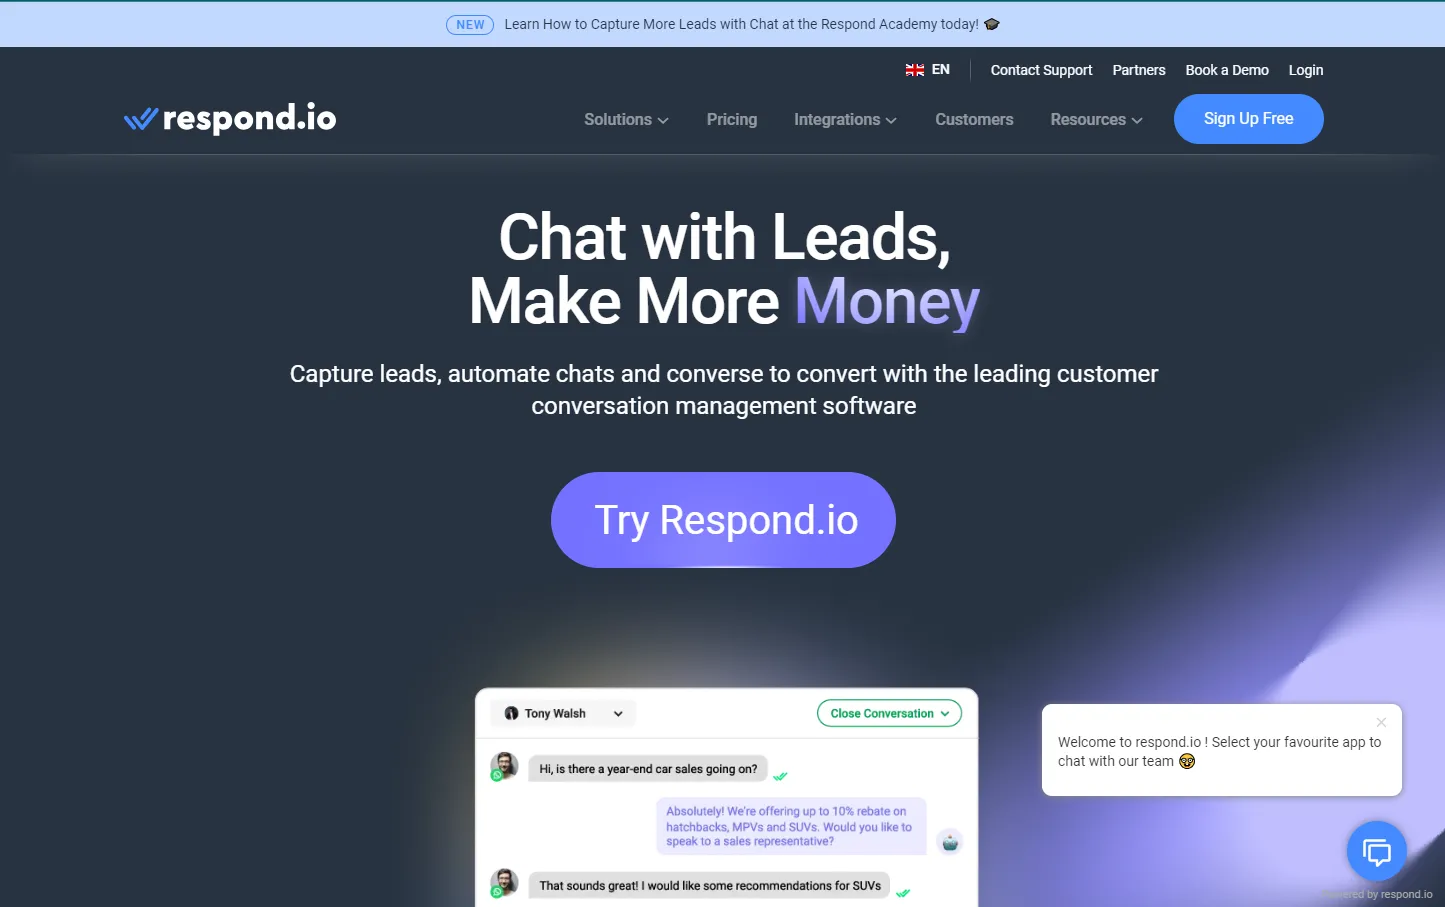 NEW Learn How to Capture More Leads with Chat at the Respond Academy today!
EN Contact Support Partners Book a Demo Login
respond.io Solutions Pricing Integrations Customers Resources Sign Up Free
Chat with Leads,
Make More Money
Capture leads, automate chats and converse to convert with the leading customer
conversation management software
Try Respond.io
Tony Walsh Close Conversation
Hi, is there a year-end car sales going on?
Absolutely! We're offering up to 10% rebate on
hatchbacks, MPVs and SUVs. Would you like to
speak to a sales representative?
That sounds great! I would like some recommendations for SUVs
Welcome to respond.io ! Select your favourite app to
chat with our team
by respond.io